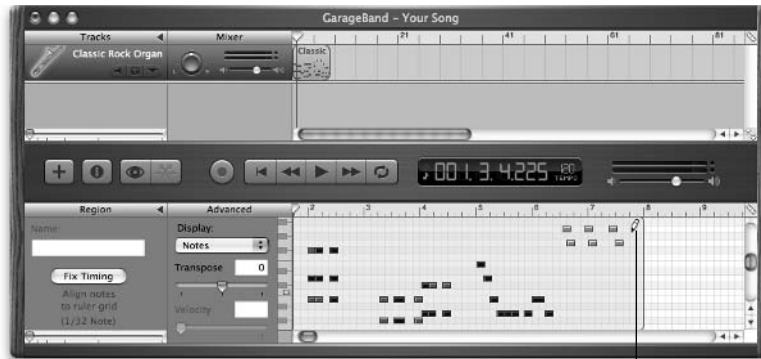 GarageBand – Your Song
Tracks Mixer 21 41 61 81
Classic Rock Organ Classic
001. 3. 4.225 120
TEMPO
Region Advanced 2 3 4 5 6 7 8 9
Name: Display:
Notes
Transpose 0
Fix Timing
Align notes
to ruler grid
(1/32 Note)
Velocity